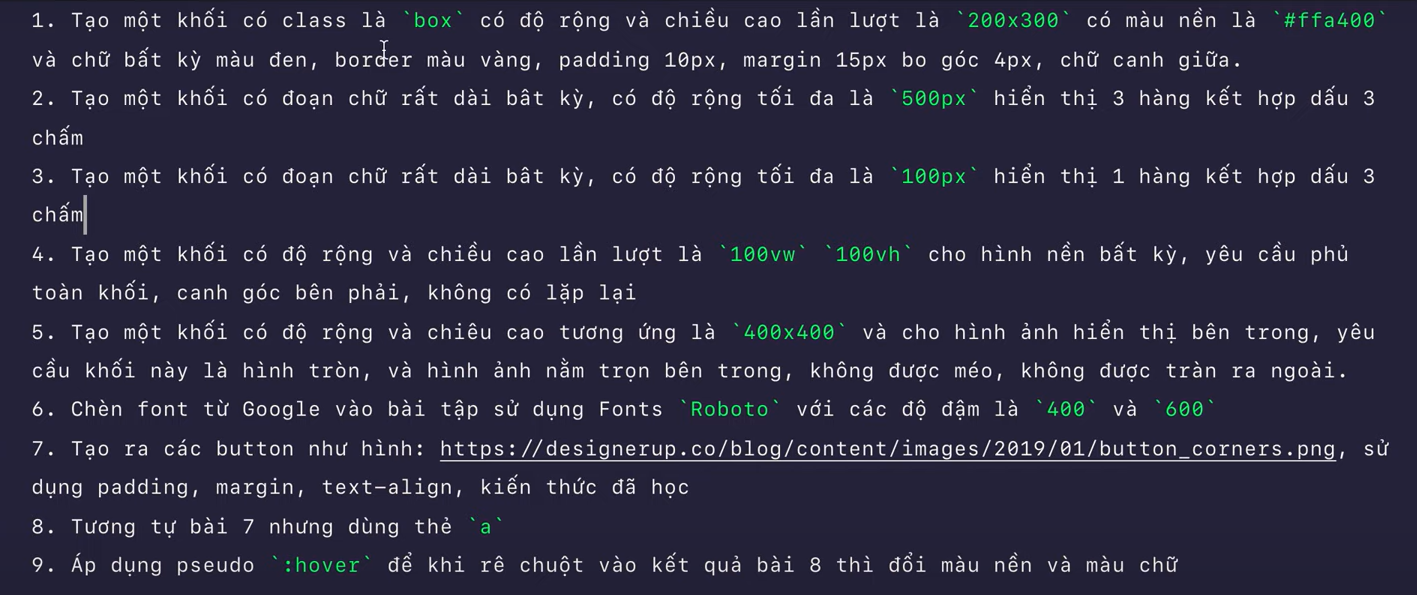 1. Tạo một khối có class là `box` có độ rộng và chiều cao lần lượt là `200x300` có màu nền là `#ffa400`
và chữ bất kỳ màu đen, border màu vàng, padding 10px, margin 15px bo góc 4px, chữ canh giữa.
2. Tạo một khối có đoạn chữ rất dài bât kỳ, có độ rộng tối đa là `500px` hiển thị 3 hàng kết hợp dấu 3
chấm
3. Tạo một khối có đoạn chữ rất dài bât kỳ, có độ rộng tối đa là `100px` hiển thị 1 hàng kết hợp dấu 3
chấm
4. Tạo một khối có độ rộng và chiều cao lần lượt là `100vw` `100vh` cho hình nền bất kỳ, yêu cầu phủ
toàn khối, canh góc bên phải, không có lặp lại
5. Tạo một khối có độ rộng và chiêu cao tương ứng là `400x400` và cho hình ảnh hiển thị bên trong, yêu
cầu khối này là hình tròn, và hình ảnh nằm trọn bên trong, không được méo, không được tràn ra ngoài.
6. Chèn font từ Google vào bài tập sử dụng Fonts `Roboto` với các độ đậm là `400` và `600`
7. Tạo ra các button như hình: https://designerup.co/blog/content/images/2019/01/button_corners.png, sử
dụng padding, margin, text-align, kiến thức đã học
8. Tương tự bài 7 nhưng dùng thẻ `a`
9. Áp dụng pseudo `:hover` để khi rê chuột vào kết quả bài 8 thì đổi màu nền và màu chữ